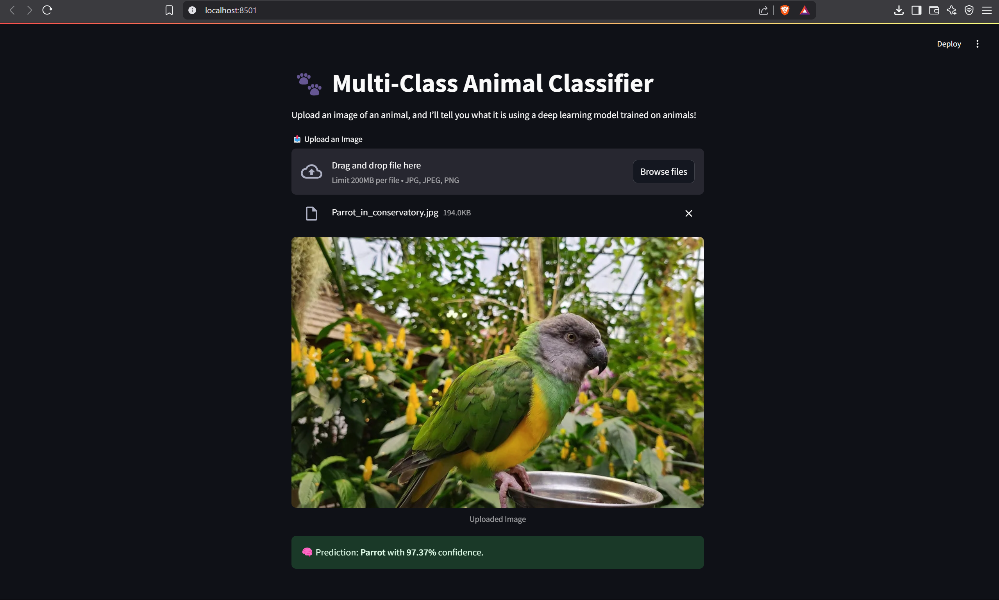 localhost:8501
Deploy
Multi-Class Animal Classifier
Upload an image of an animal, and I’ll tell you what it is using a deep learning model trained on animals!
Upload an Image
Drag and drop file here
Limit 200MB per file • JPG, JPEG, PNG
Browse files
Parrot_in_conservatory.jpg 194.0KB
Uploaded Image
Prediction: Parrot with 97.37% confidence.